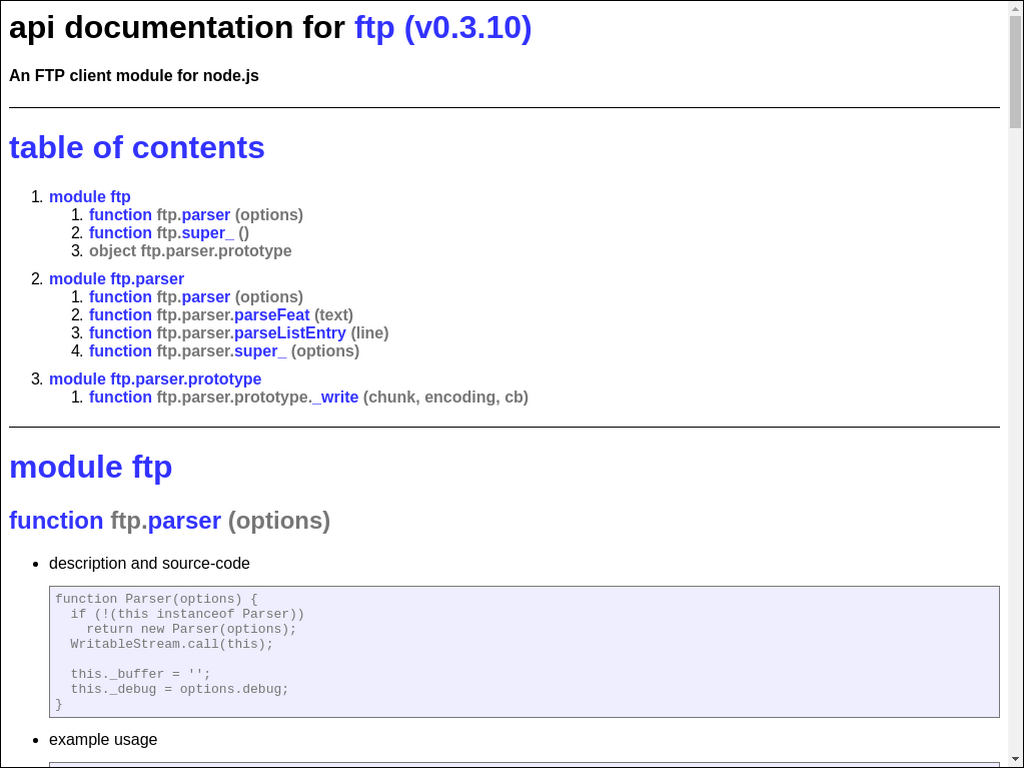 api documentation for ftp (v0.3.10)
An FTP client module for node.js
table of contents
1. module ftp
1. function ftp.parser (options)
2. function ftp.super_ ()
3. object ftp.parser.prototype
2. module ftp.parser
1. function ftp.parser (options)
2. function ftp.parser.parseFeat (text)
3. function ftp.parser.parseListEntry (line)
4. function ftp.parser.super_ (options)
3. module ftp.parser.prototype
1. function ftp.parser.prototype._write (chunk, encoding, cb)
module ftp
function ftp.parser (options)
• description and source-code
function Parser(options) {
  if (!(this instanceof Parser))
    return new Parser(options);
  WritableStream.call(this);

  this._buffer = '';
  this._debug = options.debug;
}
• example usage